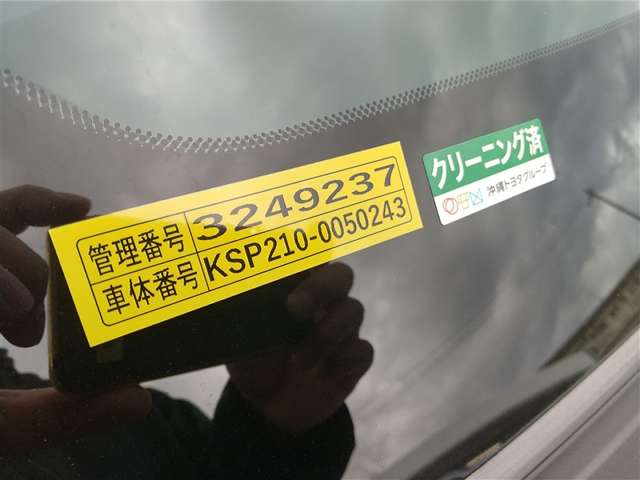 管理番号 3249237
車体番号 KSP210-0050243
クリーニング済
OTM 沖縄トヨタグループ